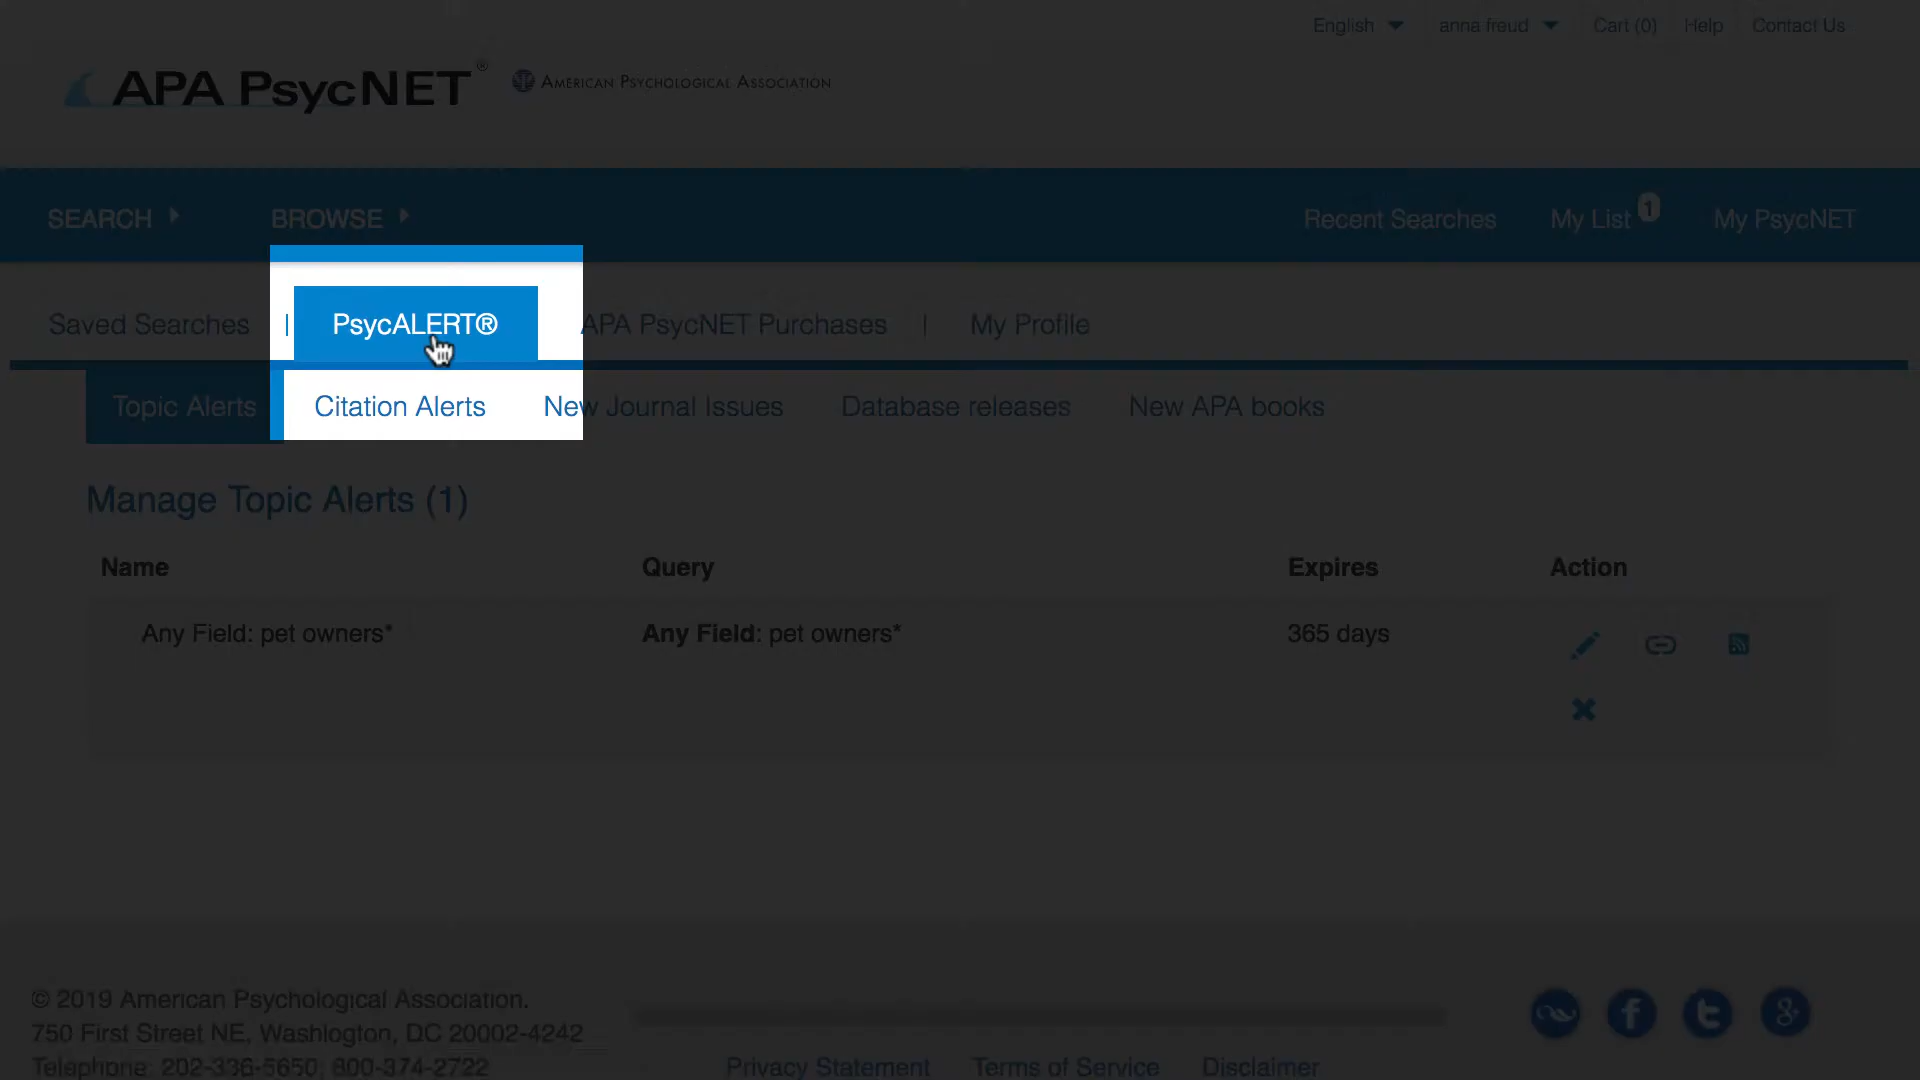 English anna freud Cart (0) Help Contact Us
APA PsycNET® AMERICAN PSYCHOLOGICAL ASSOCIATION
SEARCH BROWSE Recent Searches My List 1 My PsycNET
Saved Searches | PsycALERT® APA PsycNET Purchases | My Profile
Topic Alerts Citation Alerts New Journal Issues Database releases New APA books
Manage Topic Alerts (1)
Name Query Expires Action
Any Field: pet owners* Any Field: pet owners* 365 days
© 2019 American Psychological Association.
750 First Street NE, Washington, DC 20002-4242
Telephone: 202-336-5650; 800-374-2722
Privacy Statement Terms of Service Disclaimer